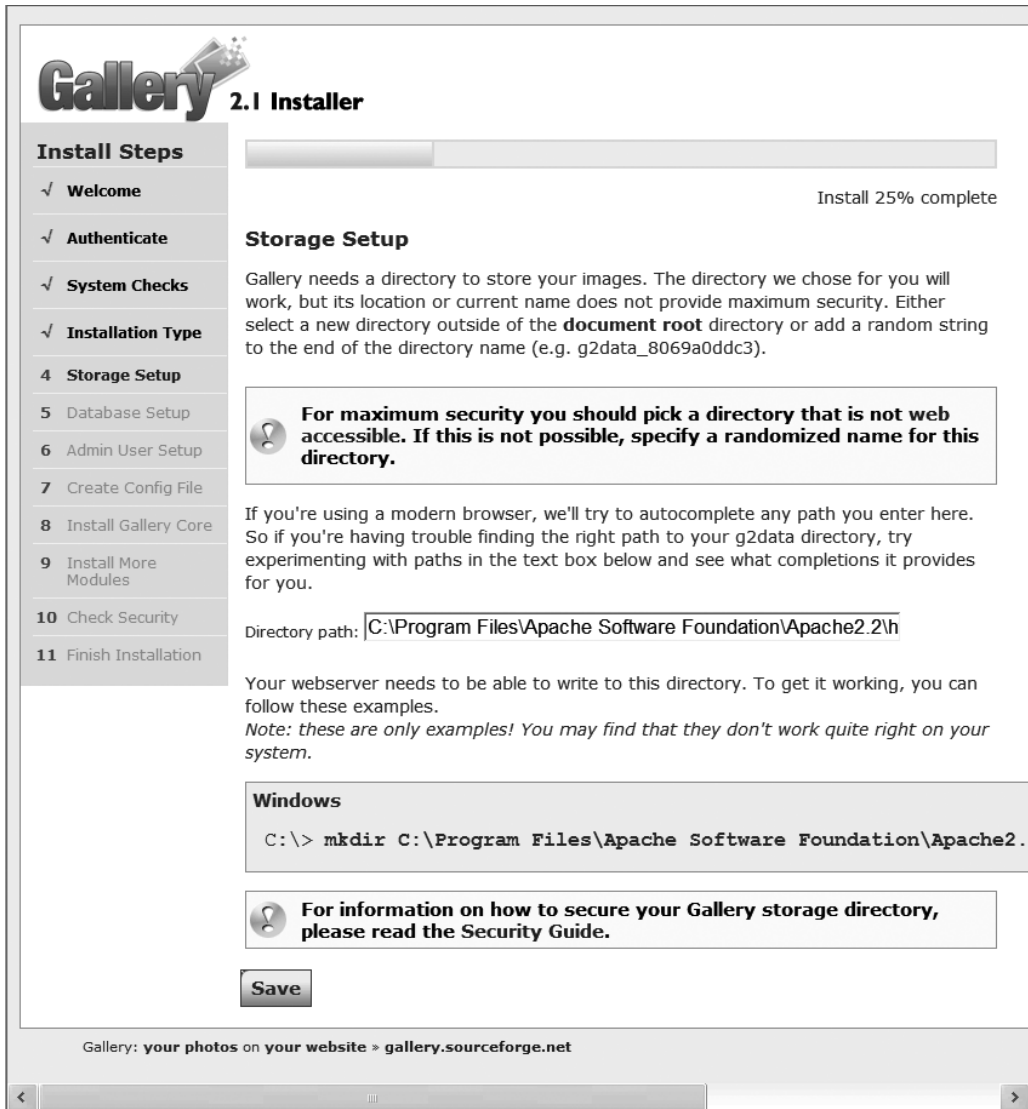 Gallery
2.1 Installer
Install Steps
√ Welcome
√ Authenticate
√ System Checks
√ Installation Type
4 Storage Setup
5 Database Setup
6 Admin User Setup
7 Create Config File
8 Install Gallery Core
9 Install More
Modules
10 Check Security
11 Finish Installation
Install 25% complete
Storage Setup
Gallery needs a directory to store your images. The directory we chose for you will
work, but its location or current name does not provide maximum security. Either
select a new directory outside of the document root directory or add a random string
to the end of the directory name (e.g. g2data_8069a0ddc3).
For maximum security you should pick a directory that is not web
accessible. If this is not possible, specify a randomized name for this
directory.
If you're using a modern browser, we'll try to autocomplete any path you enter here.
So if you're having trouble finding the right path to your g2data directory, try
experimenting with paths in the text box below and see what completions it provides
for you.
Directory path: C:\Program Files\Apache Software Foundation\Apache2.2\h
Your webserver needs to be able to write to this directory. To get it working, you can
follow these examples.
Note: these are only examples! You may find that they don't work quite right on your
system.
Windows
C:\> mkdir C:\Program Files\Apache Software Foundation\Apache2.
For information on how to secure your Gallery storage directory,
please read the Security Guide.
Save
Gallery: your photos on your website » gallery.sourceforge.net